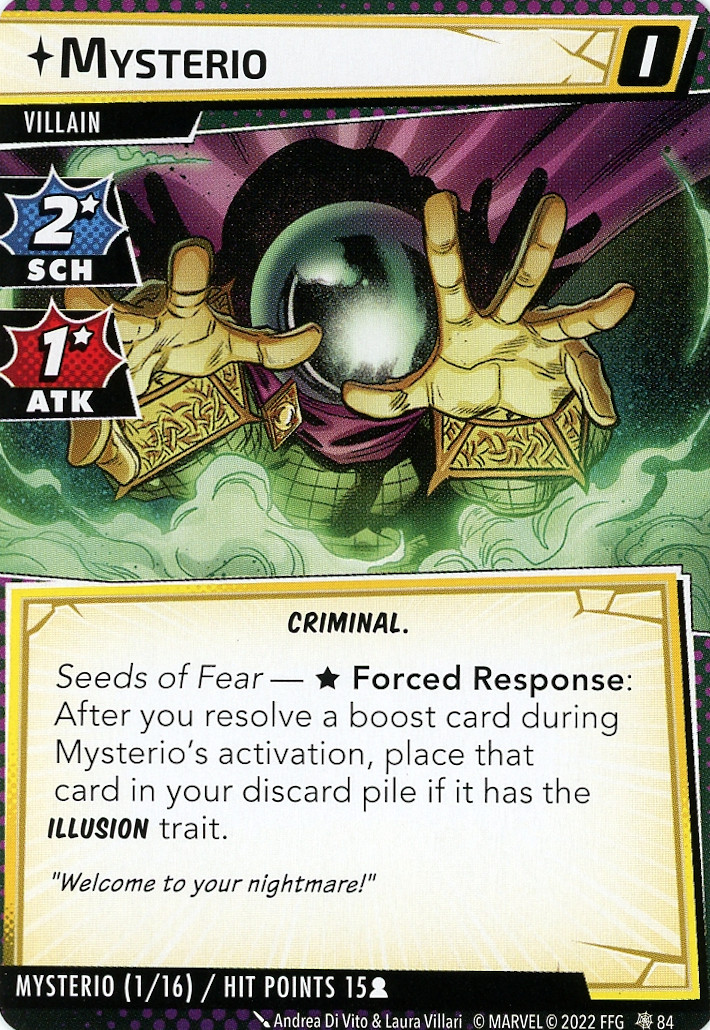 Mysterio
I
VILLAIN
2
SCH
1
ATK
CRIMINAL.
Seeds of Fear — ★ Forced Response:
After you resolve a boost card during
Mysterio's activation, place that
card in your discard pile if it has the
ILLUSION trait.
"Welcome to your nightmare!"
MYSTERIO (1/16) / HIT POINTS 15
Andrea Di Vito & Laura Villari © MARVEL © 2022 FFG 84